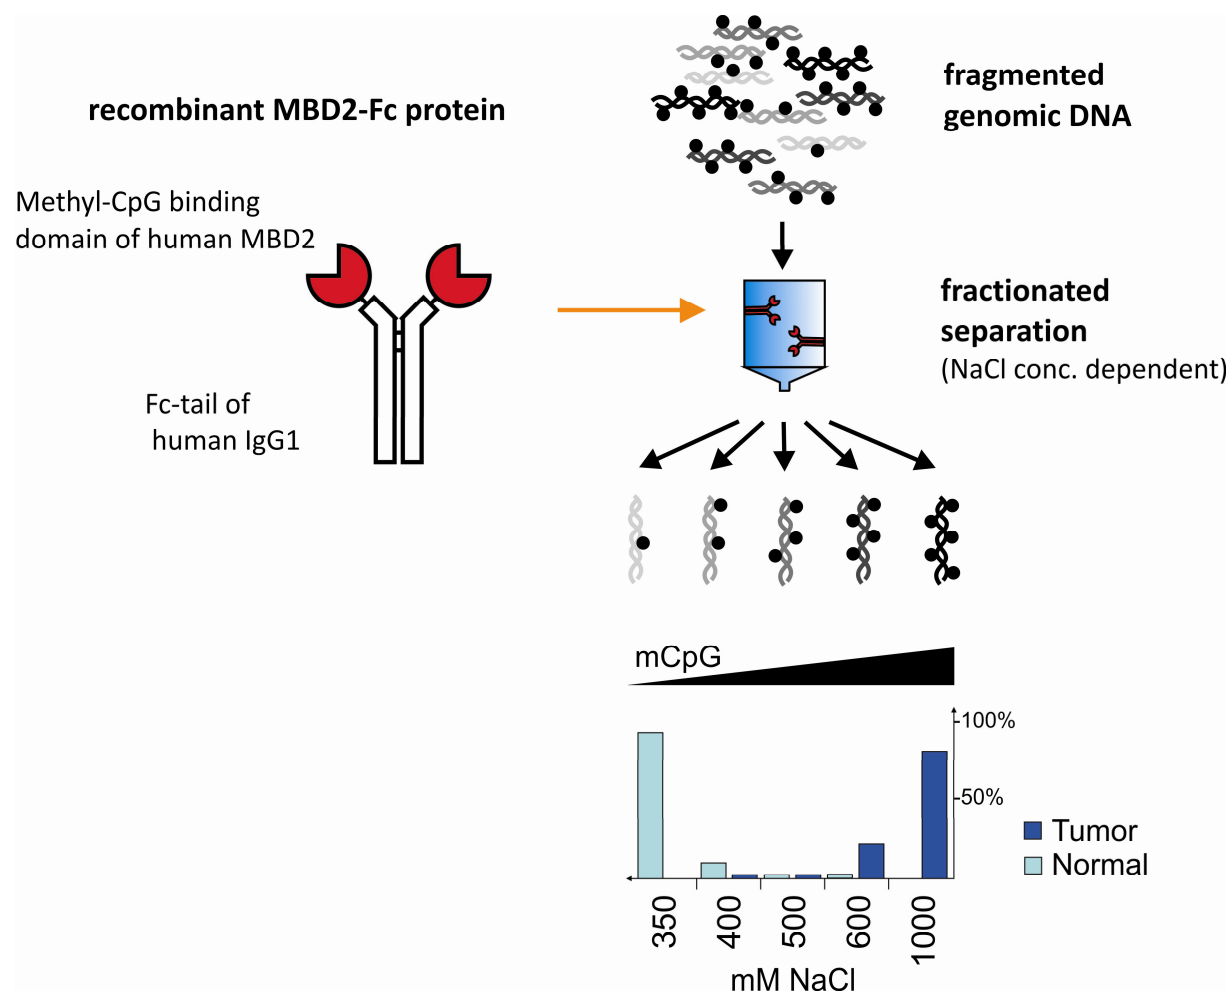 fragmented
genomic DNA
recombinant MBD2-Fc protein
Methyl-CpG binding
domain of human MBD2
fractionated
separation
(NaCl conc. dependent)
Fc-tail of
human IgG1
mCpG
100%
50%
Tumor
Normal
350
400
500
600
1000
mM NaCl